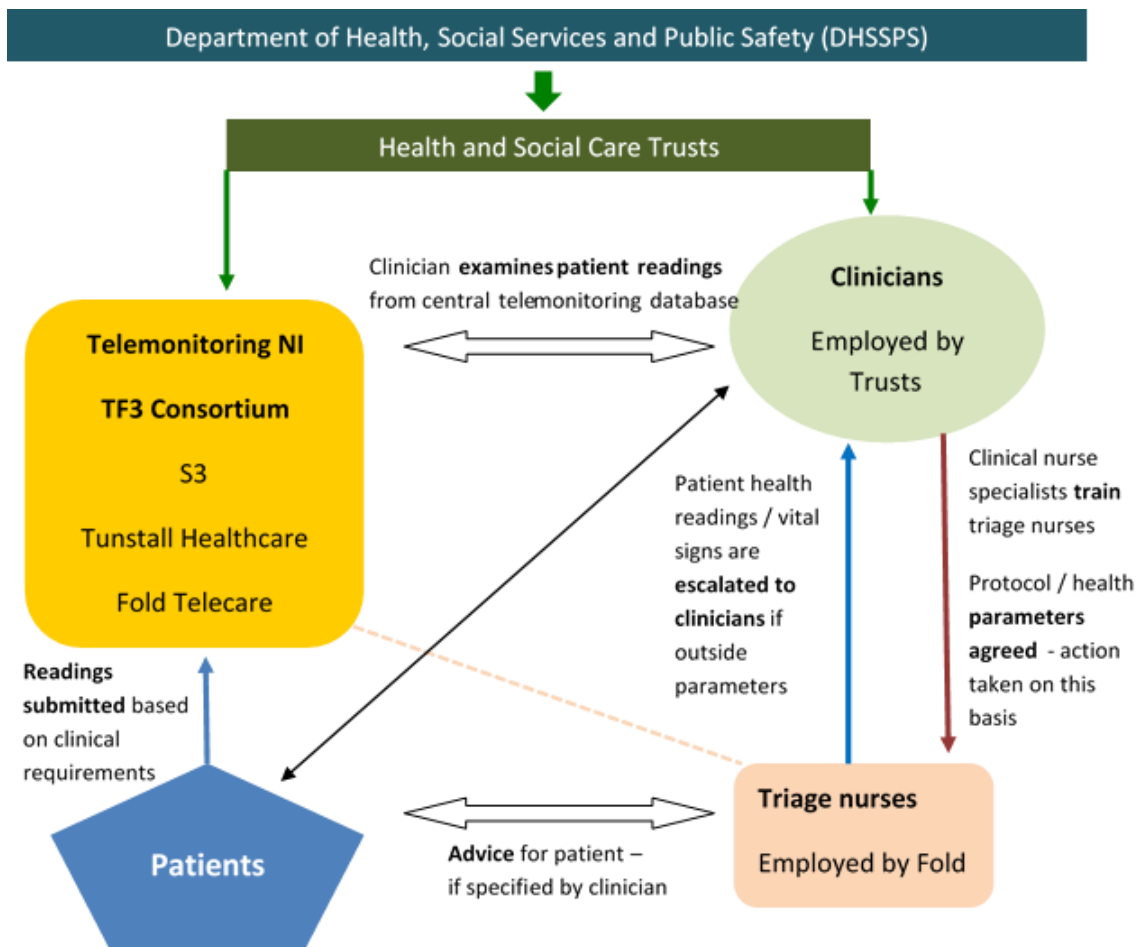 Department of Health, Social Services and Public Safety (DHSSPS)
Health and Social Care Trusts
Clinician examines patient readings
from central telemonitoring database
Clinicians
Employed by
Trusts
Telemonitoring NI
TF3 Consortium
S3
Tunstall Healthcare
Fold Telecare
Patient health
readings / vital
signs are
escalated to
clinicians if
outside
parameters
Clinical nurse
specialists train
triage nurses
Protocol / health
parameters
agreed - action
taken on this
basis
Readings
submitted based
on clinical
requirements
Patients
Advice for patient –
if specified by clinician
Triage nurses
Employed by Fold